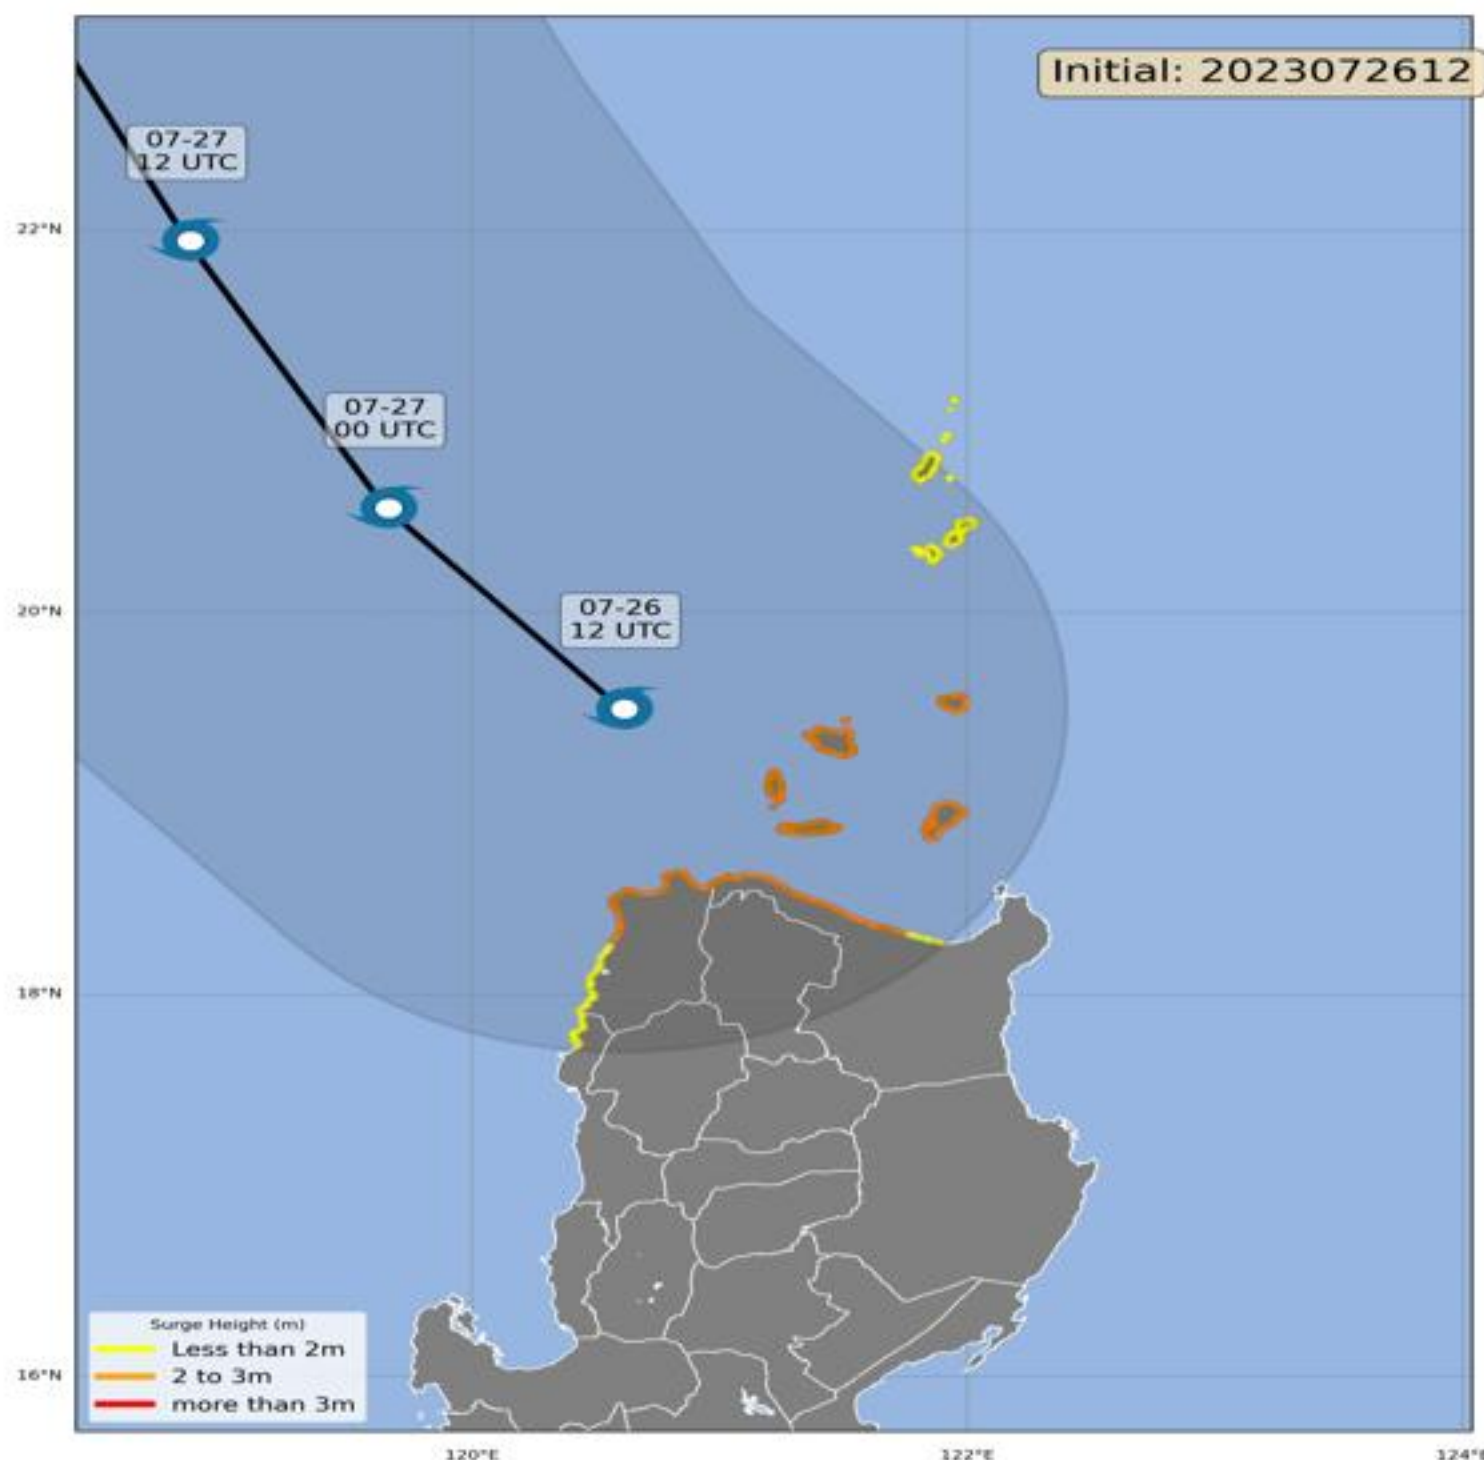 Initial: 2023072612
07-27
12 UTC
22°N
07-27
00 UTC
20°N
07-26
12 UTC
18°N
Surge Height (m)
Less than 2m
2 to 3m
more than 3m
16°N
120°E
122°E
124°E